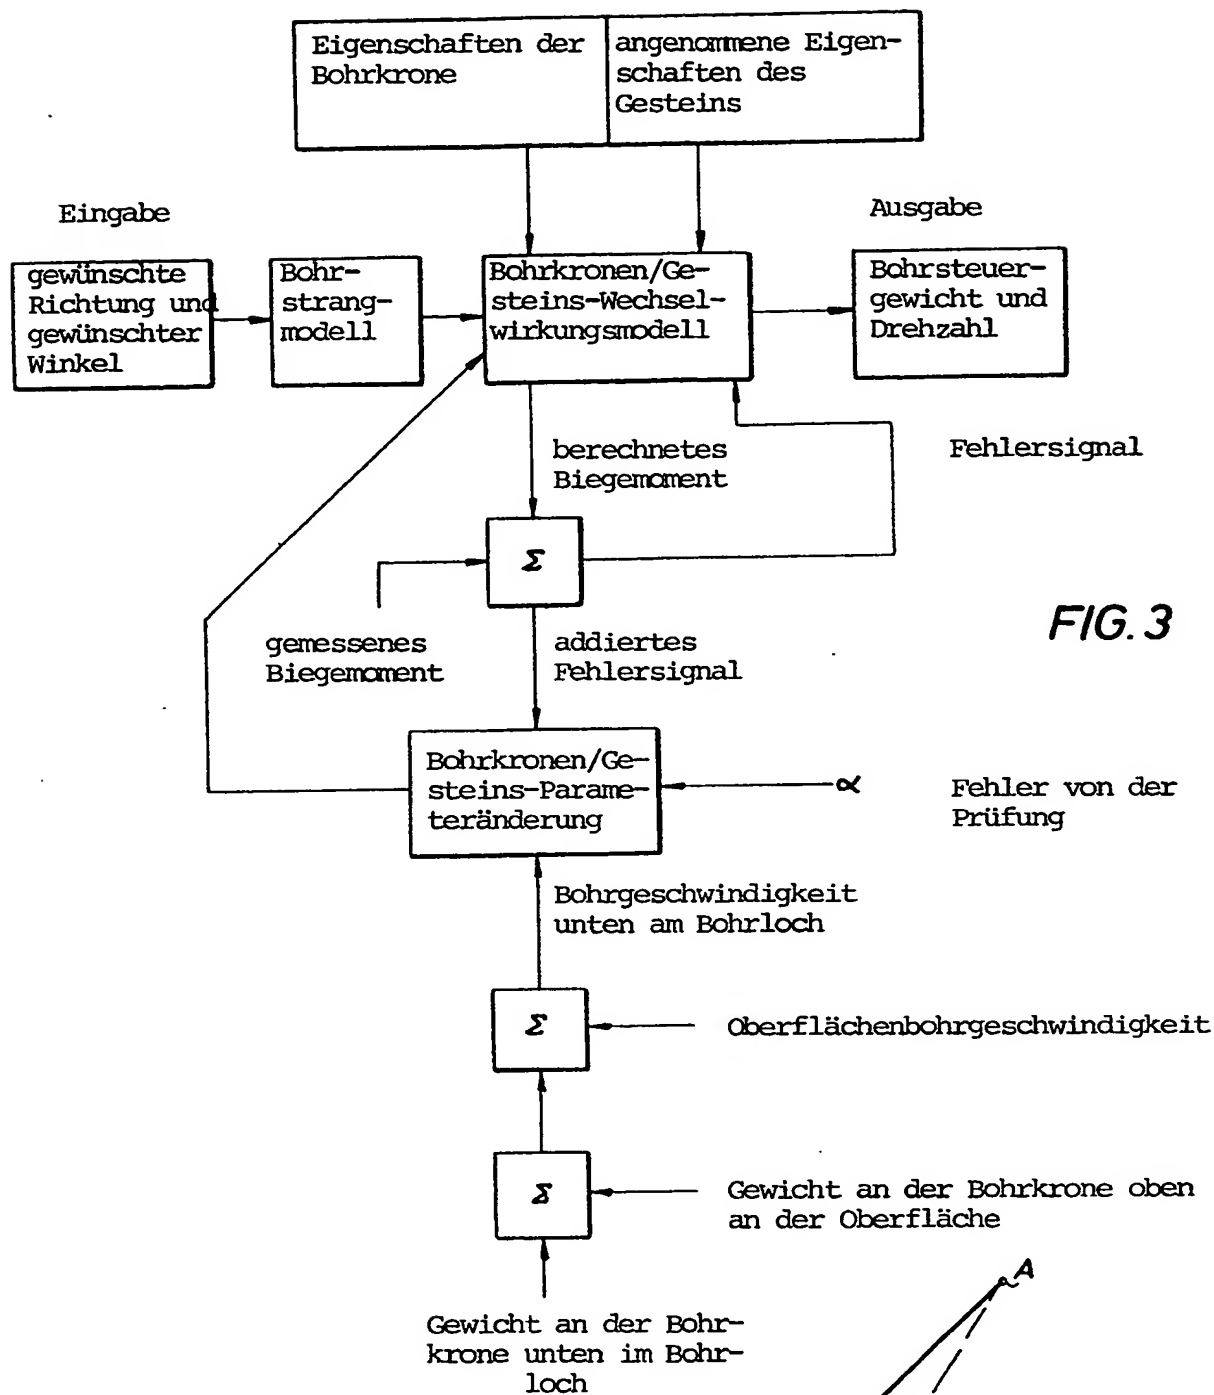 Eigenschaften der
Bohrkrone
angenommene Eigen-
schaften des
Gesteins
Eingabe
Ausgabe
gewünschte
Richtung und
gewünschter
Winkel
Bohr-
strang-
modell
Bohrkronen/Ge-
steins-Wechsel-
wirkungsmodell
Bohrsteuer-
gewicht und
Drehzahl
berechnetes
Biegemoment
Fehlersignal
Σ
gemessenes
Biegemoment
addiertes
Fehlersignal
FIG. 3
Bohrkronen/Ge-
steins-Parame-
teränderung
α
Fehler von der
Prüfung
Bohrgeschwindigkeit
unten am Bohrloch
Σ
Oberflächenbohrgeschwindigkeit
Σ
Gewicht an der Bohrkrone oben
an der Oberfläche
A
Gewicht an der Bohr-
krone unten im Bohr-
loch